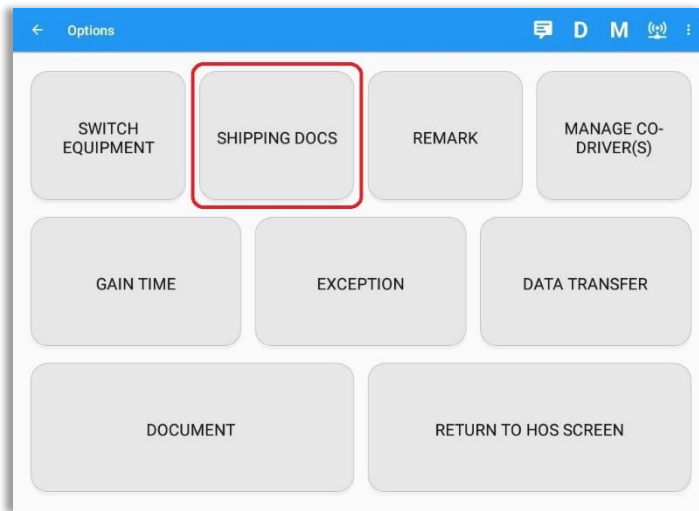 Options
D M
SWITCH
EQUIPMENT
SHIPPING DOCS
REMARK
MANAGE CO-
DRIVER(S)
GAIN TIME
EXCEPTION
DATA TRANSFER
DOCUMENT
RETURN TO HOS SCREEN